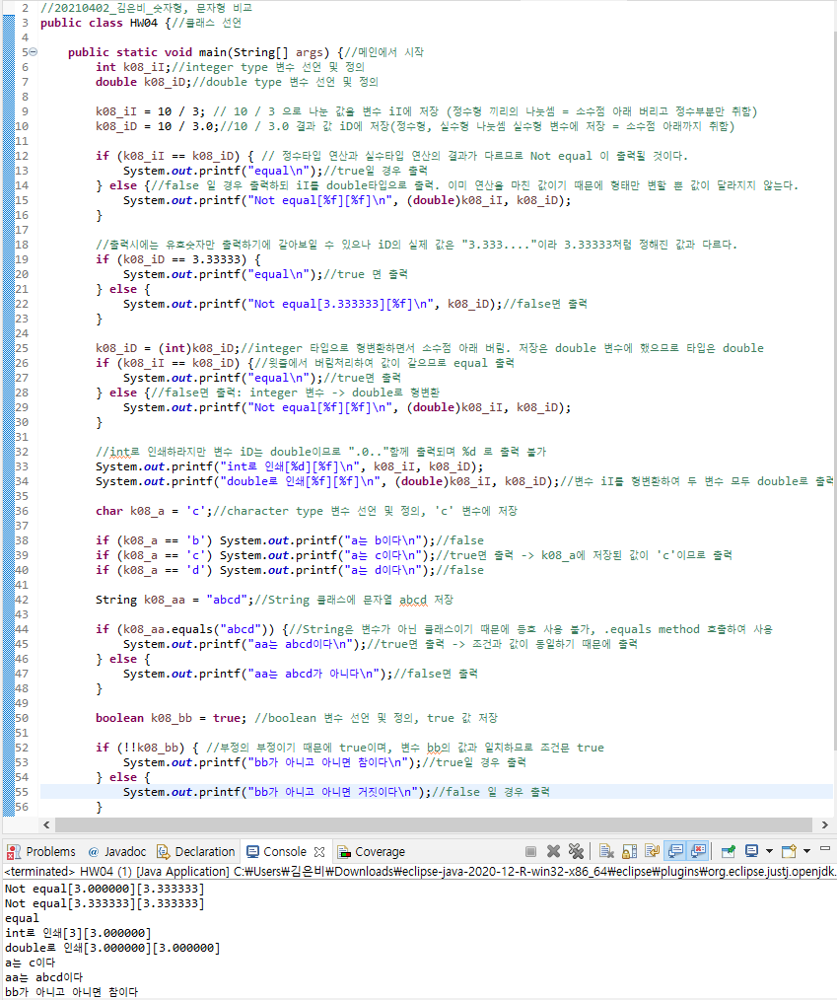 2 //20210402_김은비_숫자형, 문자형 비교
3 public class HW04 {//클래스 선언
4
5 public static void main(String[] args) {//메인에서 시작
6 int k08_iI;//integer type 변수 선언 및 정의
7 double k08_iD;//double type 변수 선언 및 정의
8
9 k08_iI = 10 / 3; // 10 / 3 으로 나눈 값을 변수 iI에 저장 (정수형 끼리의 나눗셈 = 소수점 아래 버리고 정수부분만 취함)
10 k08_iD = 10 / 3.0;//10 / 3.0 결과 값 iD에 저장(정수형, 실수형 나눗셈 실수형 변수에 저장 = 소수점 아래까지 취함)
11
12 if (k08_iI == k08_iD) { // 정수타입 연산과 실수타입 연산의 결과가 다르므로 Not equal 이 출력될 것이다.
13 System.out.printf("equal\n");//true일 경우 출력
14 } else {//false 일 경우 출력하되 iI를 double타입으로 출력. 이미 연산을 마친 값이기 때문에 형태만 변할 뿐 값이 달라지지 않는다.
15 System.out.printf("Not equal[%f][%f]\n", (double)k08_iI, k08_iD);
16 }
17
18 //출력시에는 유효숫자만 출력하기에 같아보일 수 있으나 iD의 실제 값은 "3.333...."이라 3.33333처럼 정해진 값과 다르다.
19 if (k08_iD == 3.33333) {
20 System.out.printf("equal\n");//true 면 출력
21 } else {
22 System.out.printf("Not equal[3.333333][%f]\n", k08_iD);//false면 출력
23 }
24
25 k08_iD = (int)k08_iD;//integer 타입으로 형변환하면서 소수점 아래 버림. 저장은 double 변수에 했으므로 타입은 double
26 if (k08_iI == k08_iD) {//윗줄에서 버림처리하여 값이 같으므로 equal 출력
27 System.out.printf("equal\n");//true면 출력
28 } else {//false면 출력: integer 변수 -> double로 형변환
29 System.out.printf("Not equal[%f][%f]\n", (double)k08_iI, k08_iD);
30 }
31
32 //int로 인쇄하라지만 변수 iD는 double이므로 ".0.."함께 출력되며 %d 로 출력 불가
33 System.out.printf("int로 인쇄[%d][%f]\n", k08_iI, k08_iD);
34 System.out.printf("double로 인쇄[%f][%f]\n", (double)k08_iI, k08_iD);//변수 iI를 형변환하여 두 변수 모두 double로 출력
35
36 char k08_a = 'c';//character type 변수 선언 및 정의, 'c' 변수에 저장
37
38 if (k08_a == 'b') System.out.printf("a는 b이다\n");//false
39 if (k08_a == 'c') System.out.printf("a는 c이다\n");//true면 출력 -> k08_a에 저장된 값이 'c'이므로 출력
40 if (k08_a == 'd') System.out.printf("a는 d이다\n");//false
41
42 String k08_aa = "abcd";//String 클래스에 문자열 abcd 저장
43
44 if (k08_aa.equals("abcd")) {//String은 변수가 아닌 클래스이기 때문에 등호 사용 불가, .equals method 호출하여 사용
45 System.out.printf("aa는 abcd이다\n");//true면 출력 -> 조건과 값이 동일하기 때문에 출력
46 } else {
47 System.out.printf("aa는 abcd가 아니다\n");//false면 출력
48 }
49
50 boolean k08_bb = true; //boolean 변수 선언 및 정의, true 값 저장
51
52 if (!!k08_bb) { //부정의 부정이기 때문에 true이며, 변수 bb의 값과 일치하므로 조건문 true
53 System.out.printf("bb가 아니고 아니면 참이다\n");//true일 경우 출력
54 } else {
55 System.out.printf("bb가 아니고 아니면 거짓이다\n");//false 일 경우 출력
56 }
Problems @ Javadoc Declaration Console Coverage
<terminated> HW04 (1) [Java Application] C:₩Users₩김은비₩Downloads₩eclipse-java-2020-12-R-win32-x86_64₩eclipse₩plugins₩org.eclipse.justj.openjdk.
Not equal[3.000000][3.333333]
Not equal[3.333333][3.333333]
equal
int로 인쇄[3][3.000000]
double로 인쇄[3.000000][3.000000]
a는 c이다
aa는 abcd이다
bb가 아니고 아니면 참이다